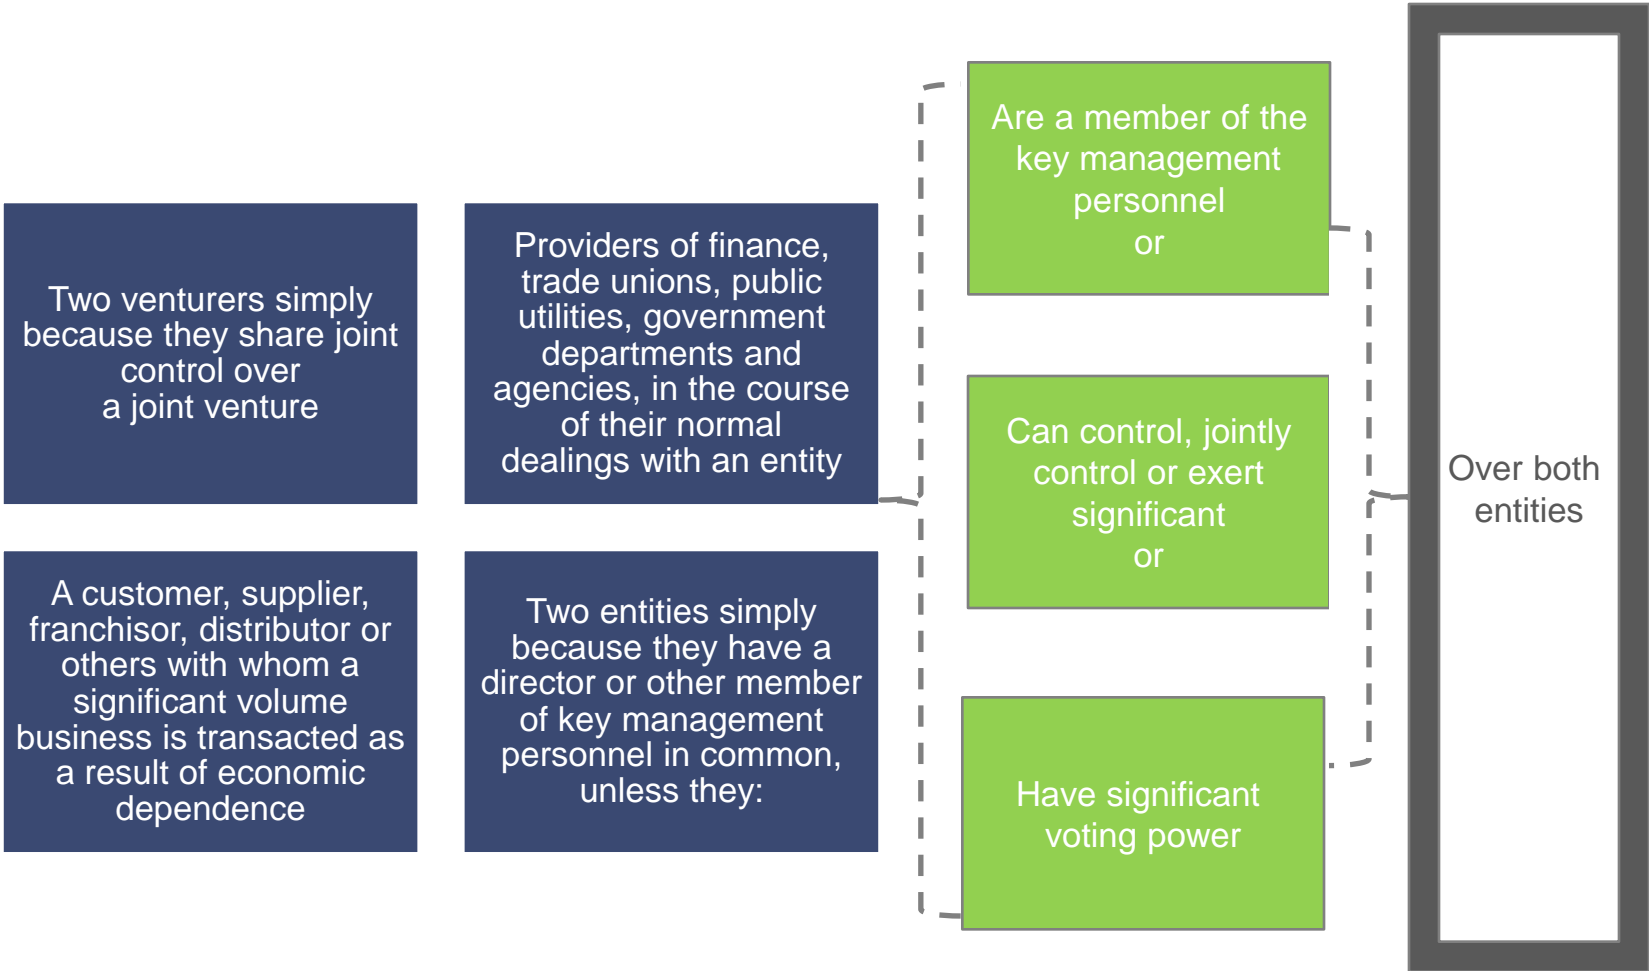 Two venturers simply
because they share joint
control over
a joint venture
Providers of finance,
trade unions, public
utilities, government
departments and
agencies, in the course
of their normal
dealings with an entity
A customer, supplier,
franchisor, distributor or
others with whom a
significant volume
business is transacted as
a result of economic
dependence
Two entities simply
because they have a
director or other member
of key management
personnel in common,
unless they:
Are a member of the
key management
personnel
or
Can control, jointly
control or exert
significant
or
Have significant
voting power
Over both
entities